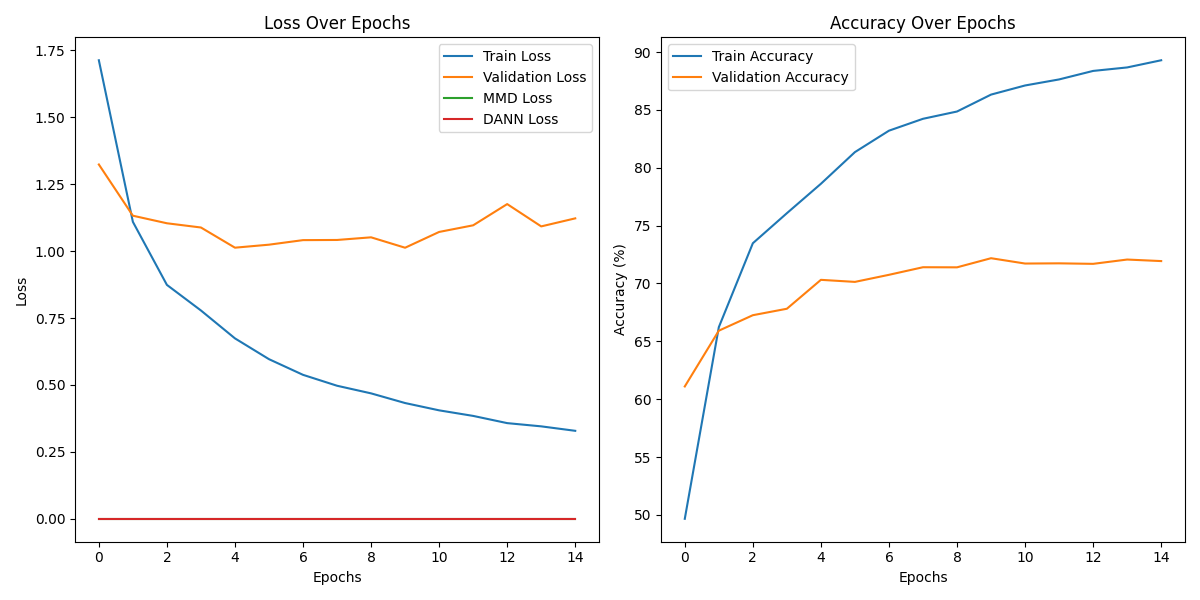 Loss Over Epochs
Train Loss
Validation Loss
MMD Loss
DANN Loss
1.75
1.50
1.25
1.00
0.75
0.50
0.25
0.00
Loss
0 2 4 6 8 10 12 14
Epochs
Accuracy Over Epochs
Train Accuracy
Validation Accuracy
90
85
80
75
70
65
60
55
50
Accuracy (%)
0 2 4 6 8 10 12 14
Epochs